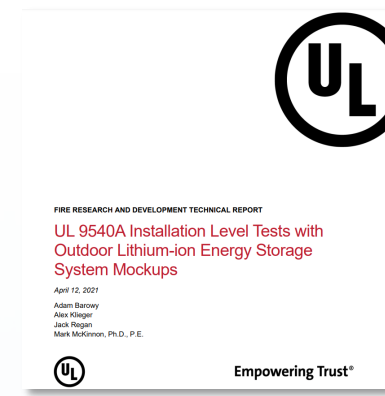 UL
FIRE RESEARCH AND DEVELOPMENT TECHNICAL REPORT
UL 9540A Installation Level Tests with
Outdoor Lithium-ion Energy Storage
System Mockups
April 12, 2021
Adam Barowy
Alex Klieger
Jack Regan
Mark McKinnon, Ph.D., P.E.
UL
Empowering Trust®